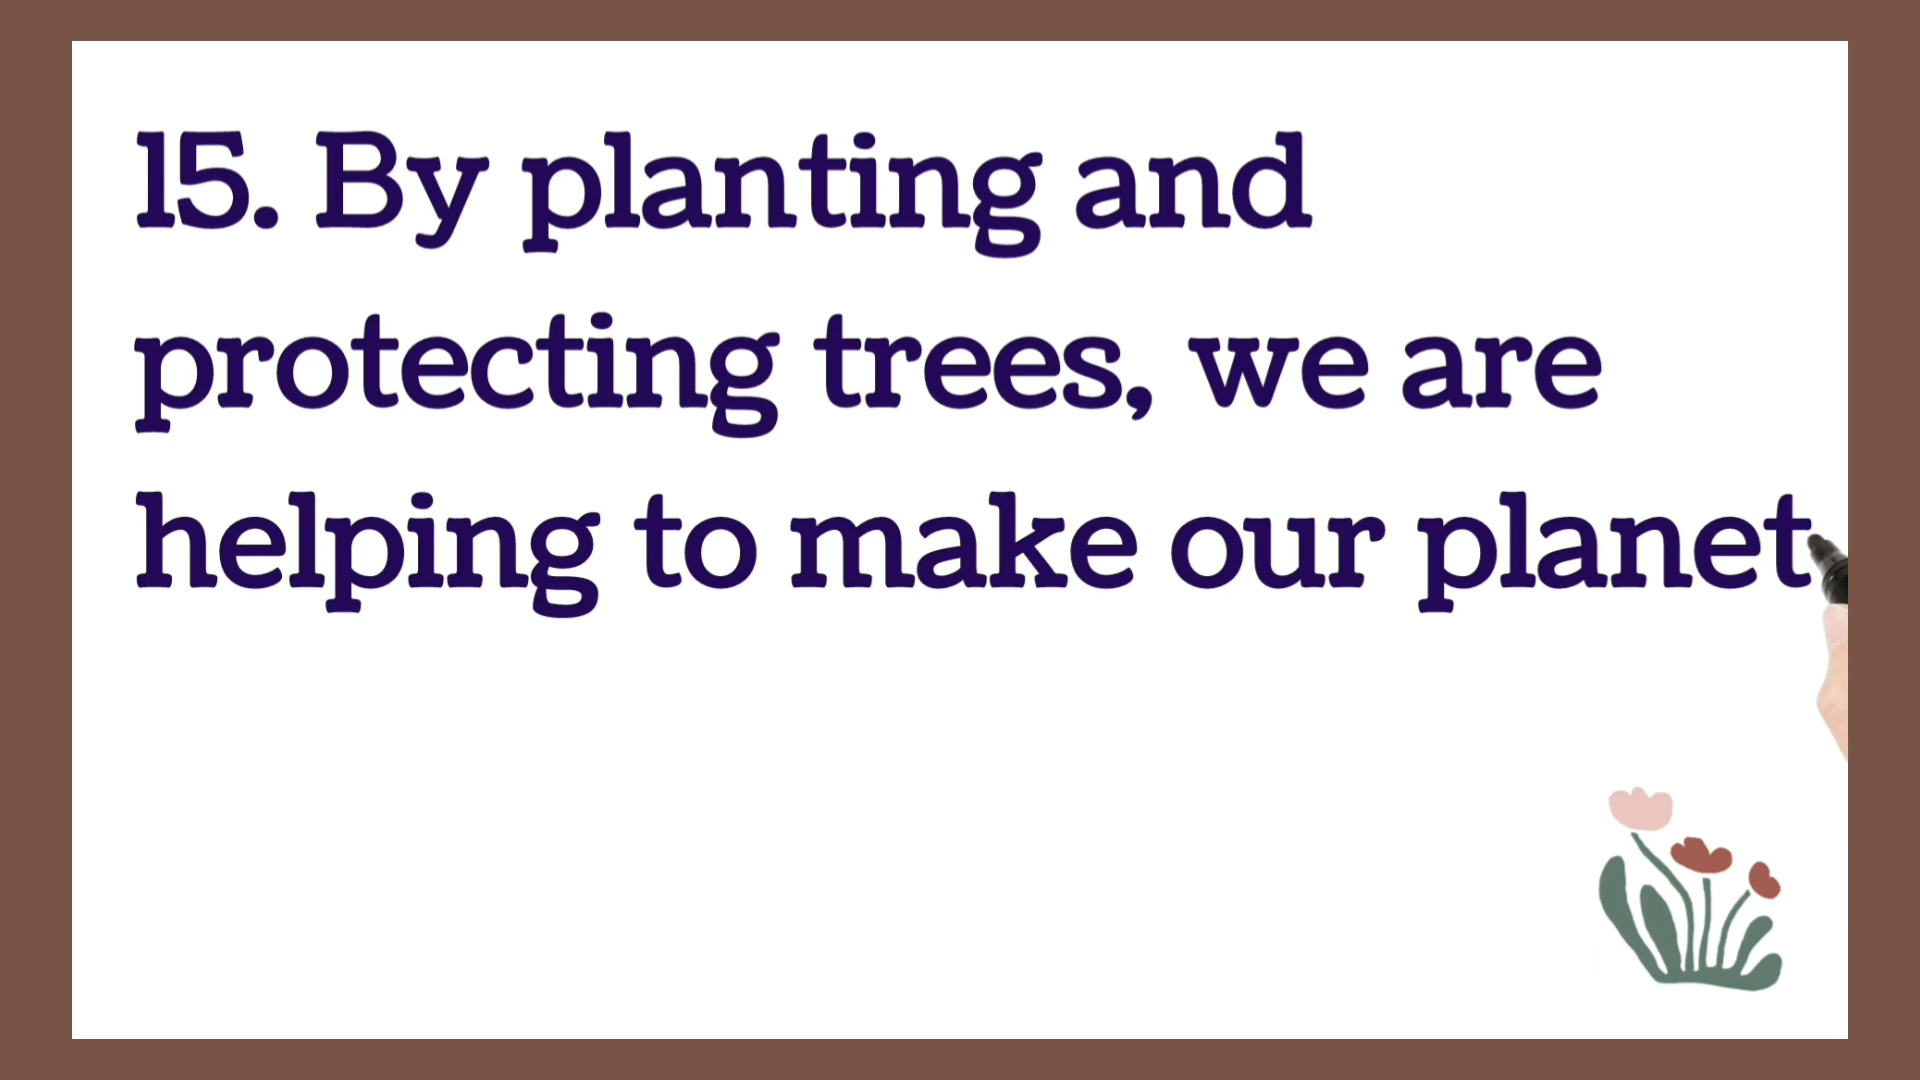 15. By planting and
protecting trees, we are
helping to make our planet